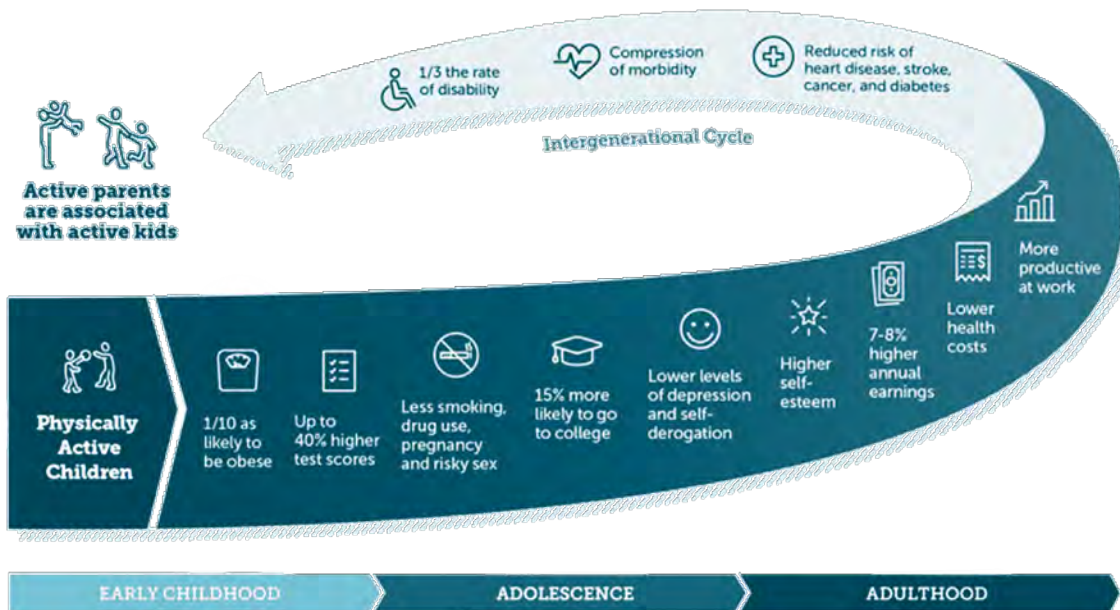 1/3 the rate
of disability
Compression
of morbidity
Reduced risk of
heart disease, stroke,
cancer, and diabetes
Intergenerational Cycle
Active parents
are associated
with active kids
Physically
Active
Children
1/10 as
likely to
be obese
Up to
40% higher
test scores
Less smoking,
drug use,
pregnancy
and risky sex
15% more
likely to go
to college
Lower levels
of depression
and self-
derogation
Higher
self-
esteem
7-8%
higher
annual
earnings
Lower
health
costs
More
productive
at work
EARLY CHILDHOOD
ADOLESCENCE
ADULTHOOD